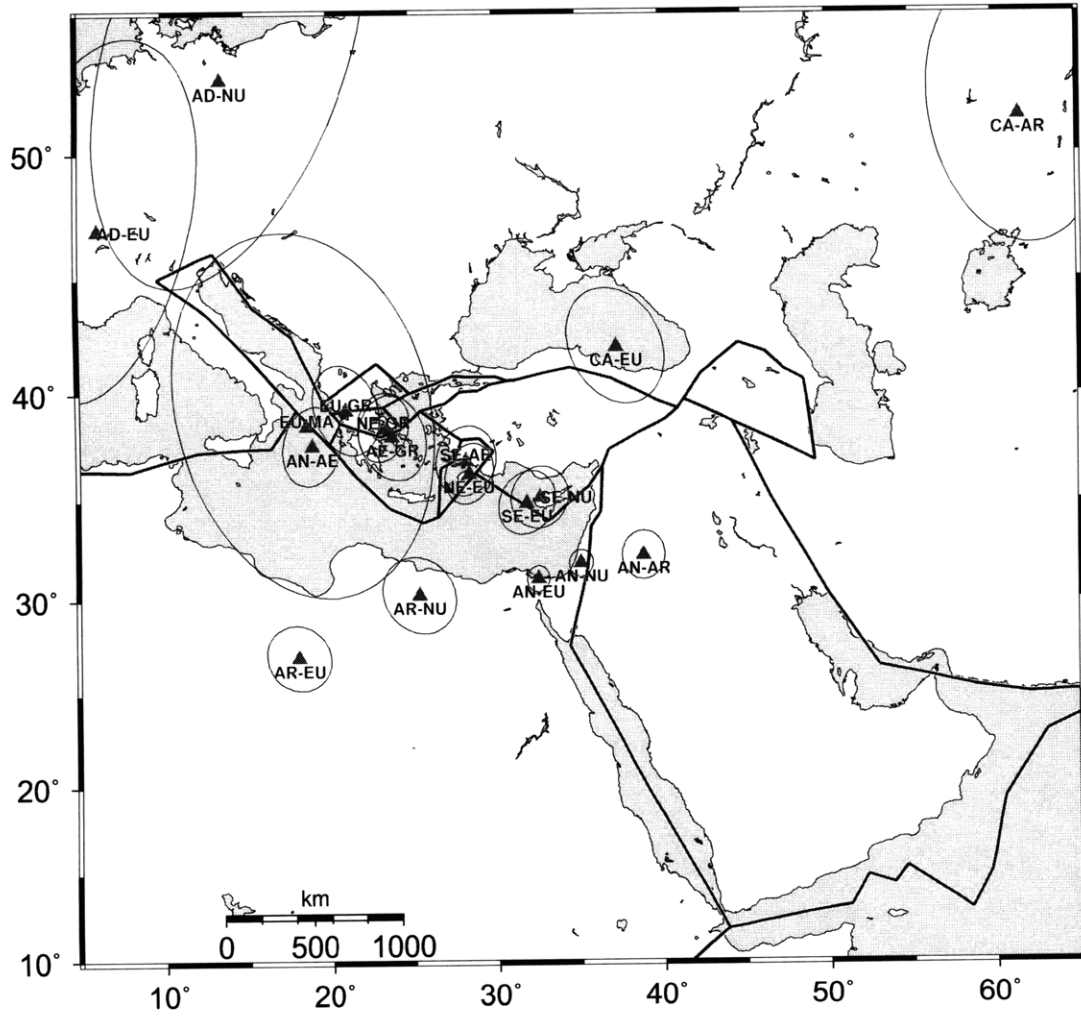 AD-NU
CA-AR
50°
AD-EU
CA-EU
40°
EU-GR
EU-MA
NE-GR
AN-AE
AE-GR
SE-AE
NE-EU
SE-NU
SE-EU
AN-AR
AN-NU
AN-EU
30°
AR-NU
AR-EU
20°
km
0 500 1000
10°
10° 20° 30° 40° 50° 60°